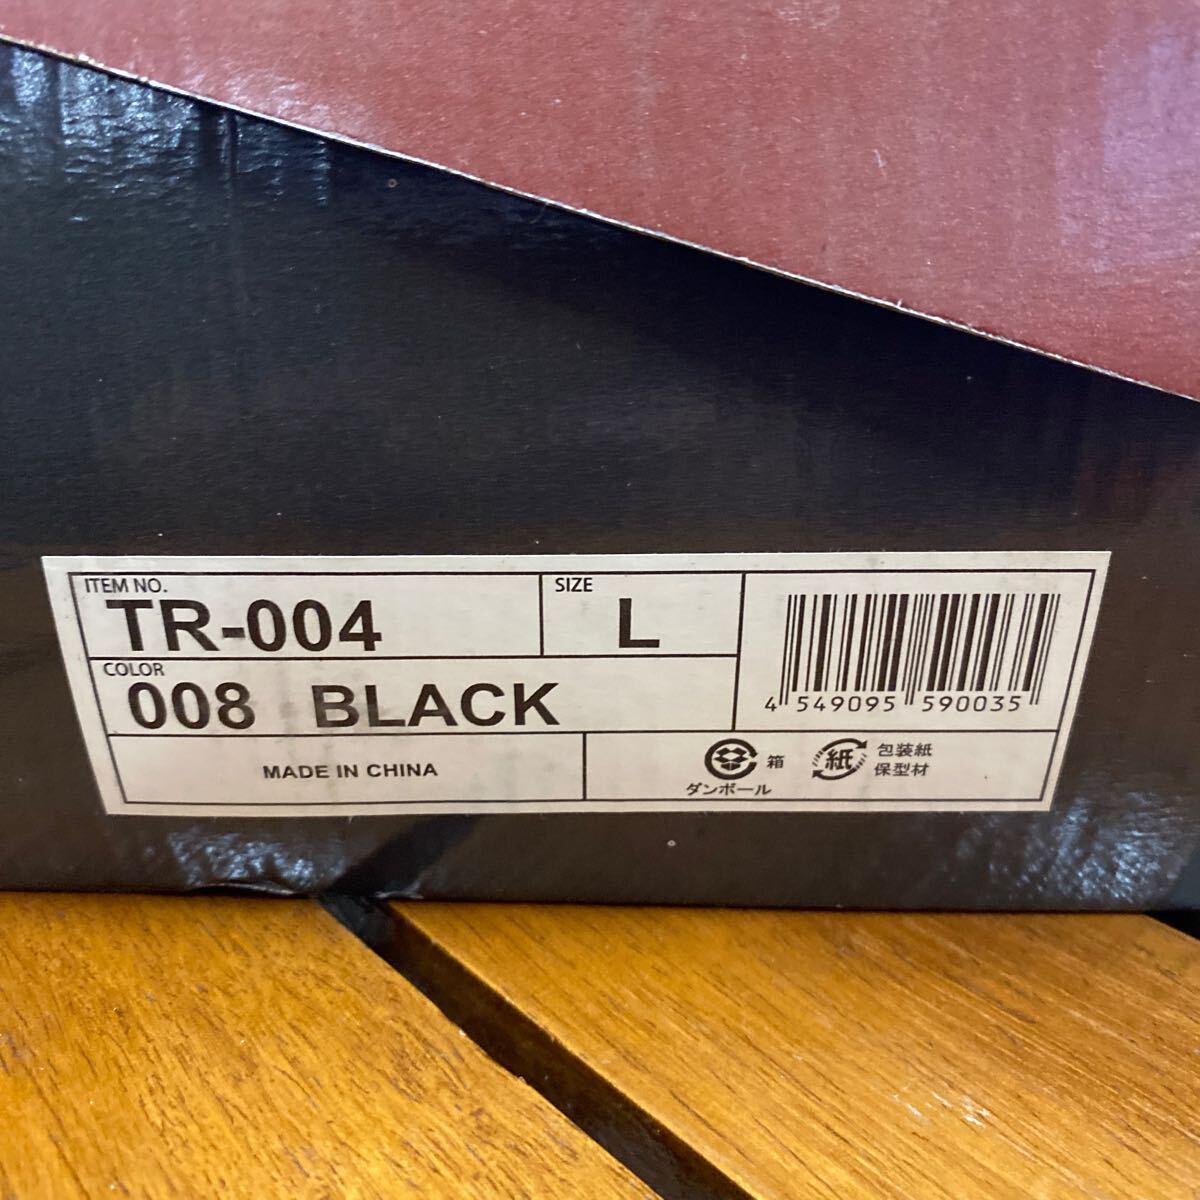 ITEM NO.
TR-004
SIZE
L
COLOR
008 BLACK
4 549095 590035
MADE IN CHINA
箱
ダンボール
紙
包装紙
保型材